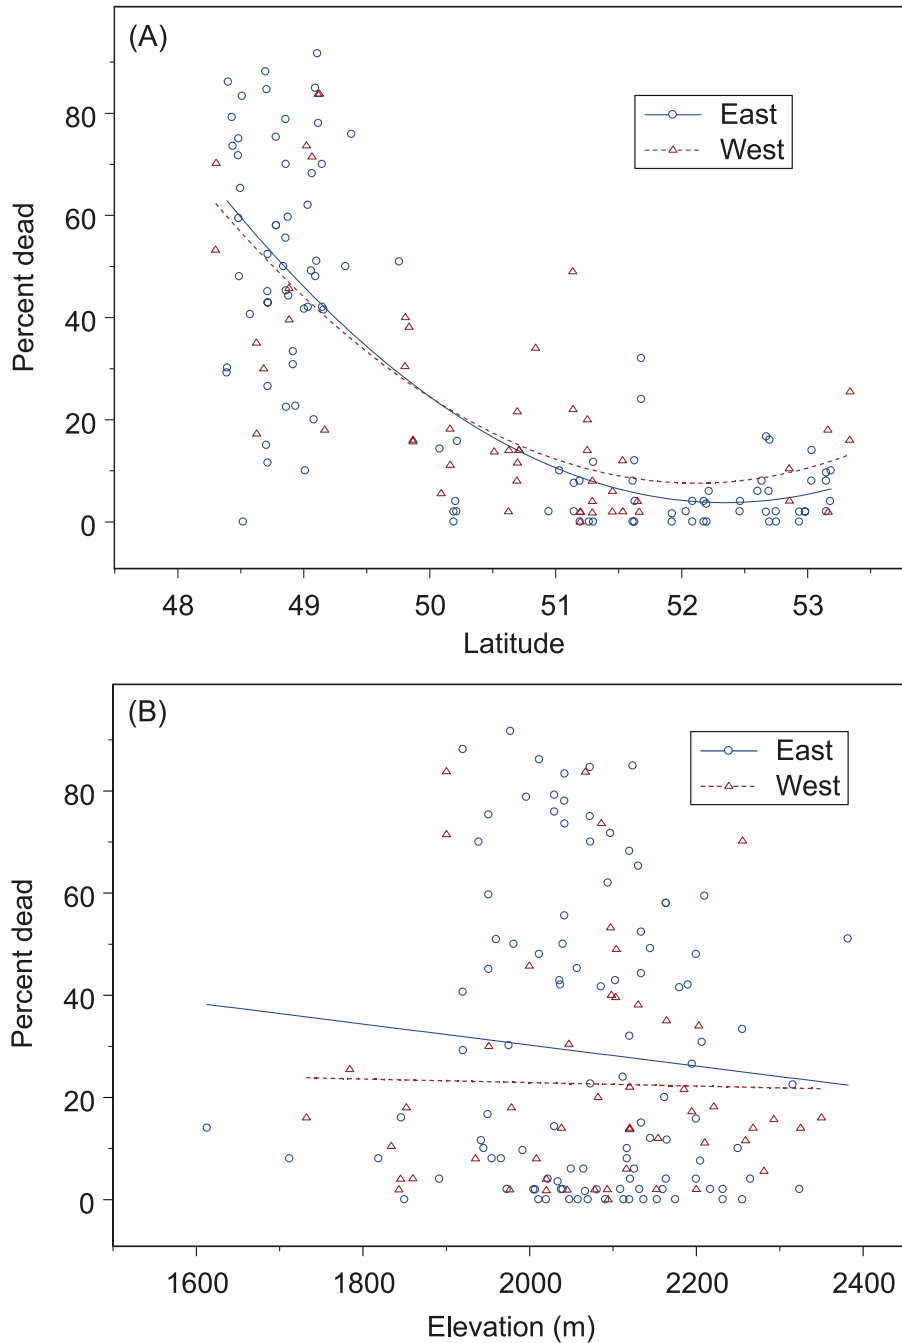 (A)
East
West
80
60
40
20
0
Percent dead
48 49 50 51 52 53
Latitude
(B)
East
West
80
60
40
20
0
Percent dead
1600 1800 2000 2200 2400
Elevation (m)